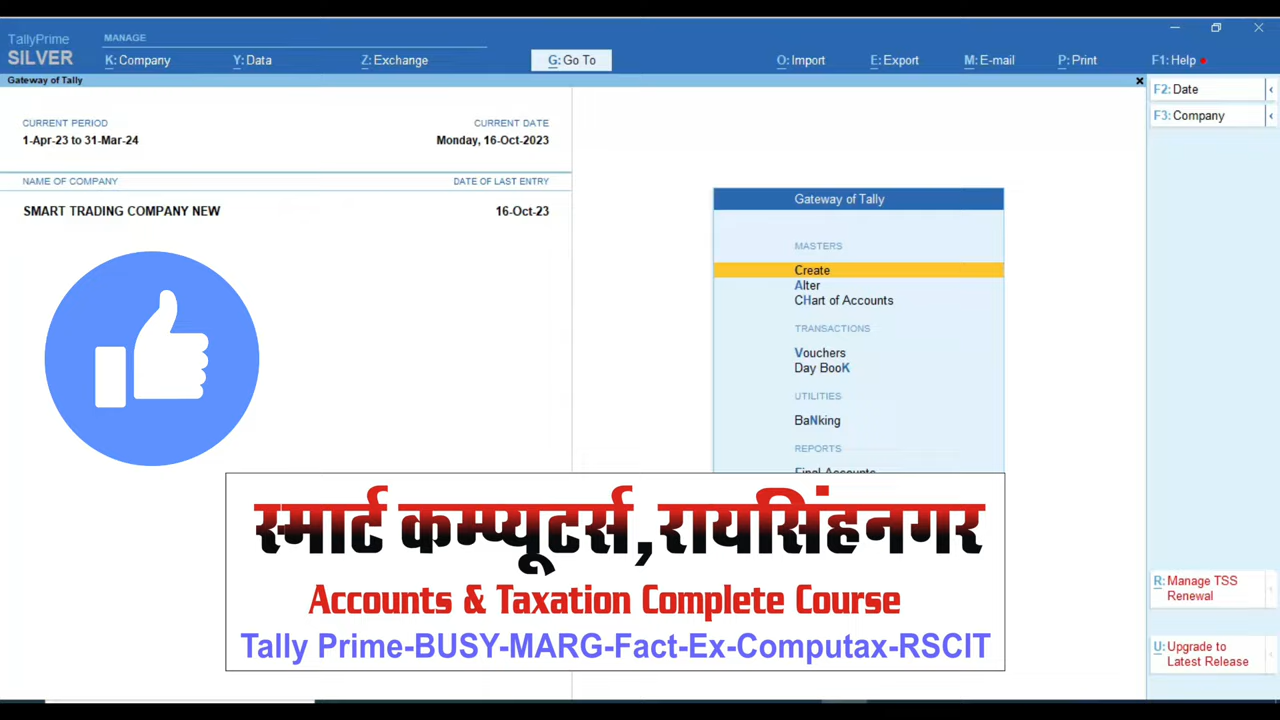 TallyPrime
SILVER
MANAGE
K: Company
Y: Data
Z: Exchange
G: Go To
O: Import
E: Export
M: E-mail
P: Print
F1: Help
Gateway of Tally
CURRENT PERIOD
1-Apr-23 to 31-Mar-24
CURRENT DATE
Monday, 16-Oct-2023
NAME OF COMPANY
DATE OF LAST ENTRY
SMART TRADING COMPANY NEW
16-Oct-23
Gateway of Tally
MASTERS
Create
Alter
CHart of Accounts
TRANSACTIONS
Vouchers
Day BooK
UTILITIES
BaNking
REPORTS
Final Accounts
F2: Date
F3: Company
R: Manage TSS
Renewal
U: Upgrade to
Latest Release
स्मार्ट कम्प्यूटर्स,रायसिंहनगर
Accounts & Taxation Complete Course
Tally Prime-BUSY-MARG-Fact-Ex-Computax-RSCIT